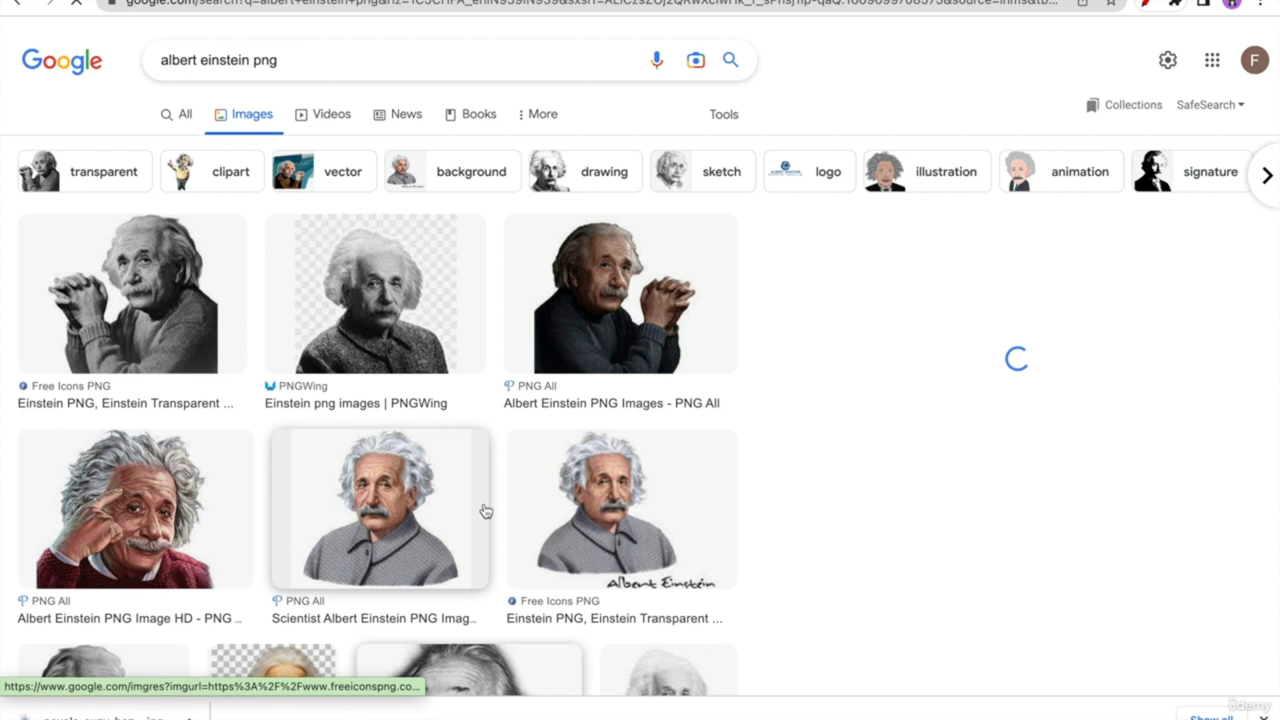 Google
albert einstein png
F
All
Images
Videos
News
Books
More
Tools
Collections
SafeSearch
transparent
clipart
vector
background
drawing
sketch
logo
illustration
animation
signature
Free Icons PNG
Einstein PNG, Einstein Transparent ...
PNGWing
Einstein png images | PNGWing
PNG All
Albert Einstein PNG Images - PNG All
Albert Einstein
PNG All
Albert Einstein PNG Image HD - PNG ...
PNG All
Scientist Albert Einstein PNG Imag...
Free Icons PNG
Einstein PNG, Einstein Transparent ...
https://www.google.com/imgres?imgurl=https%3A%2F%2Fwww.freeiconspng.co...
Show all
ûdemy